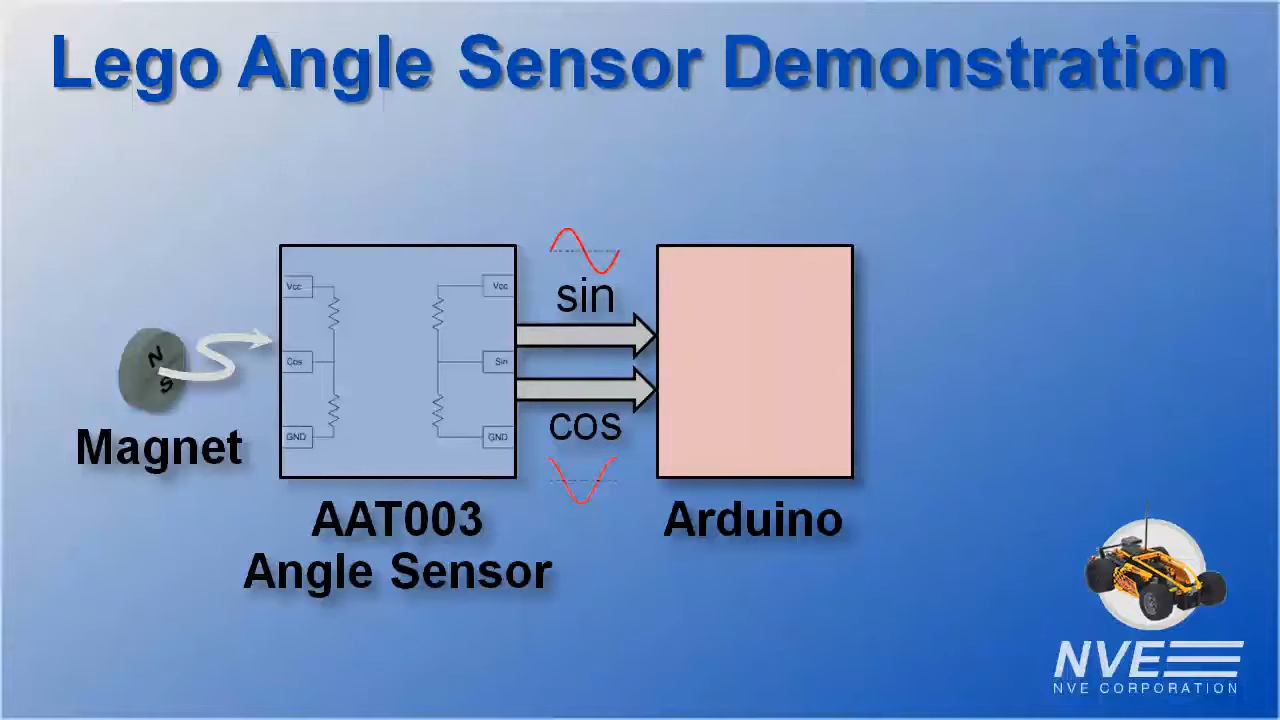 Lego Angle Sensor Demonstration
sin
Vcc
Vcc
N
S
Cos
Sin
GND
GND
cos
Magnet
AAT003
Angle Sensor
Arduino
NVE
NVE CORPORATION